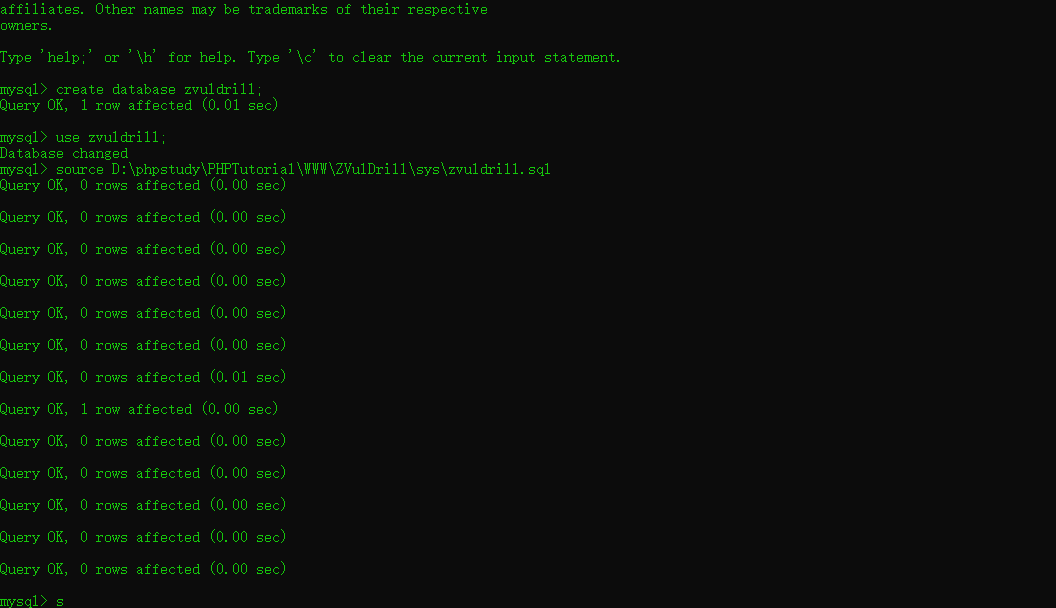 affiliates. Other names may be trademarks of their respective
owners.
Type 'help;' or '\h' for help. Type '\c' to clear the current input statement.
mysql> create database zvuldrill;
Query OK, 1 row affected (0.01 sec)
mysql> use zvuldrill;
Database changed
mysql> source D:\phpstudy\PHPTutorial\WWW\ZVulDrill\sys\zvuldrill.sql
Query OK, 0 rows affected (0.00 sec)
Query OK, 0 rows affected (0.00 sec)
Query OK, 0 rows affected (0.00 sec)
Query OK, 0 rows affected (0.00 sec)
Query OK, 0 rows affected (0.00 sec)
Query OK, 0 rows affected (0.00 sec)
Query OK, 0 rows affected (0.01 sec)
Query OK, 1 row affected (0.00 sec)
Query OK, 0 rows affected (0.00 sec)
Query OK, 0 rows affected (0.00 sec)
Query OK, 0 rows affected (0.00 sec)
Query OK, 0 rows affected (0.00 sec)
Query OK, 0 rows affected (0.00 sec)
mysql> s